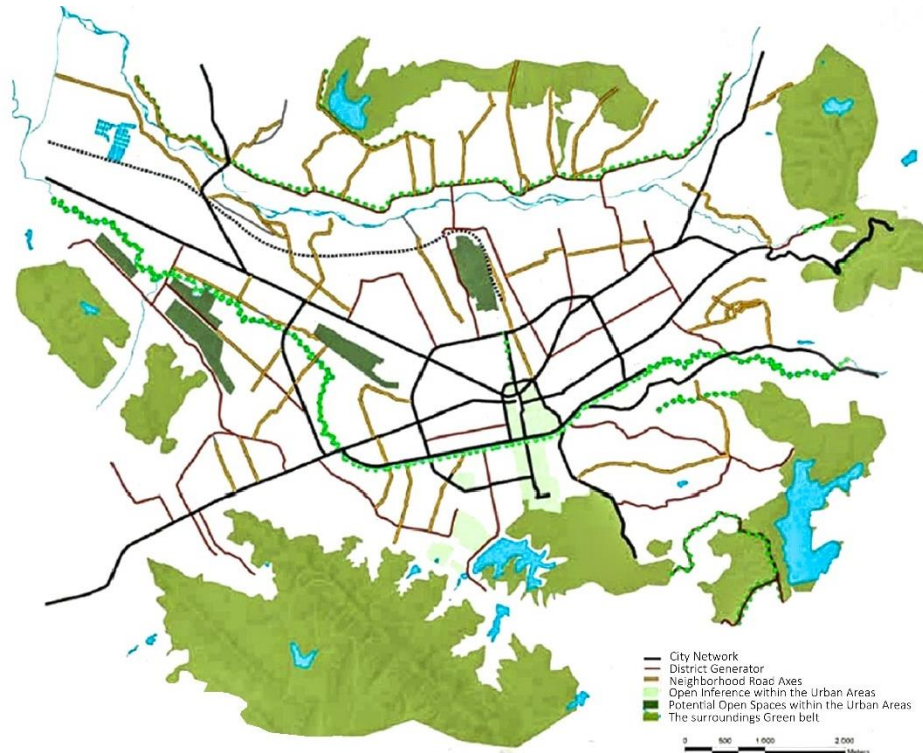 City Network
District Generator
Neighborhood Road Axes
Open Inference within the Urban Areas
Potential Open Spaces within the Urban Areas
The surroundings Green belt
0 500 1 000 2 000
Meters